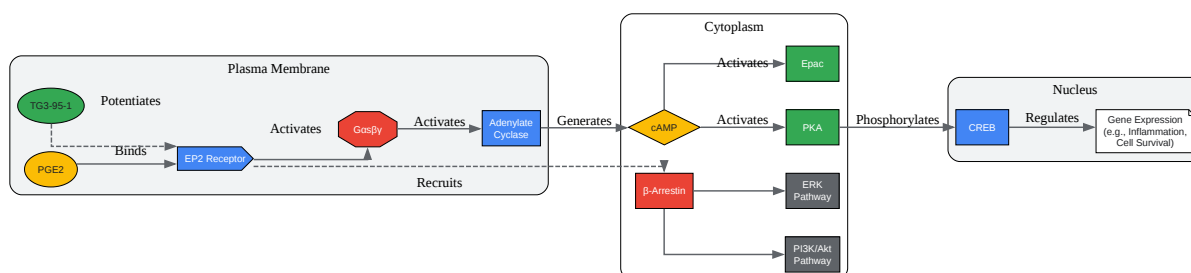 Cytoplasm
Plasma Membrane
Nucleus
TG3-95-1
Potentiates
PGE2
Binds
EP2 Receptor
Activates
Gαsβγ
Activates
Adenylate
Cyclase
Generates
Recruits
cAMP
Activates
Epac
Activates
PKA
β-Arrestin
ERK
Pathway
PI3K/Akt
Pathway
Phosphorylates
CREB
Regulates
Gene Expression
(e.g., Inflammation,
Cell Survival)